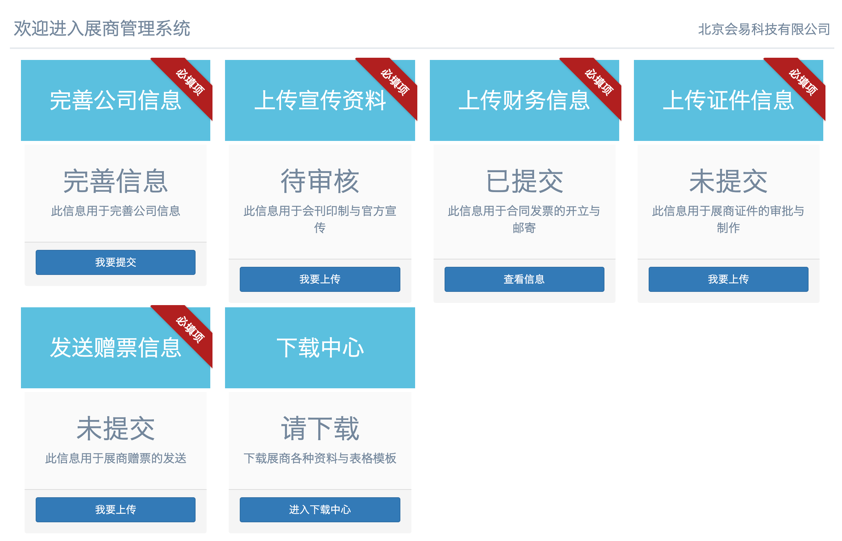 欢迎进入展商管理系统
北京会易科技有限公司
完善公司信息
必填项
上传宣传资料
必填项
上传财务信息
必填项
上传证件信息
必填项
完善信息
此信息用于完善公司信息
我要提交
待审核
此信息用于会刊印制与官方宣
传
我要上传
已提交
此信息用于合同发票的开立与
邮寄
查看信息
未提交
此信息用于展商证件的审批与
制作
我要上传
发送赠票信息
必填项
下载中心
未提交
此信息用于展商赠票的发送
我要上传
请下载
下载展商各种资料与表格模板
进入下载中心